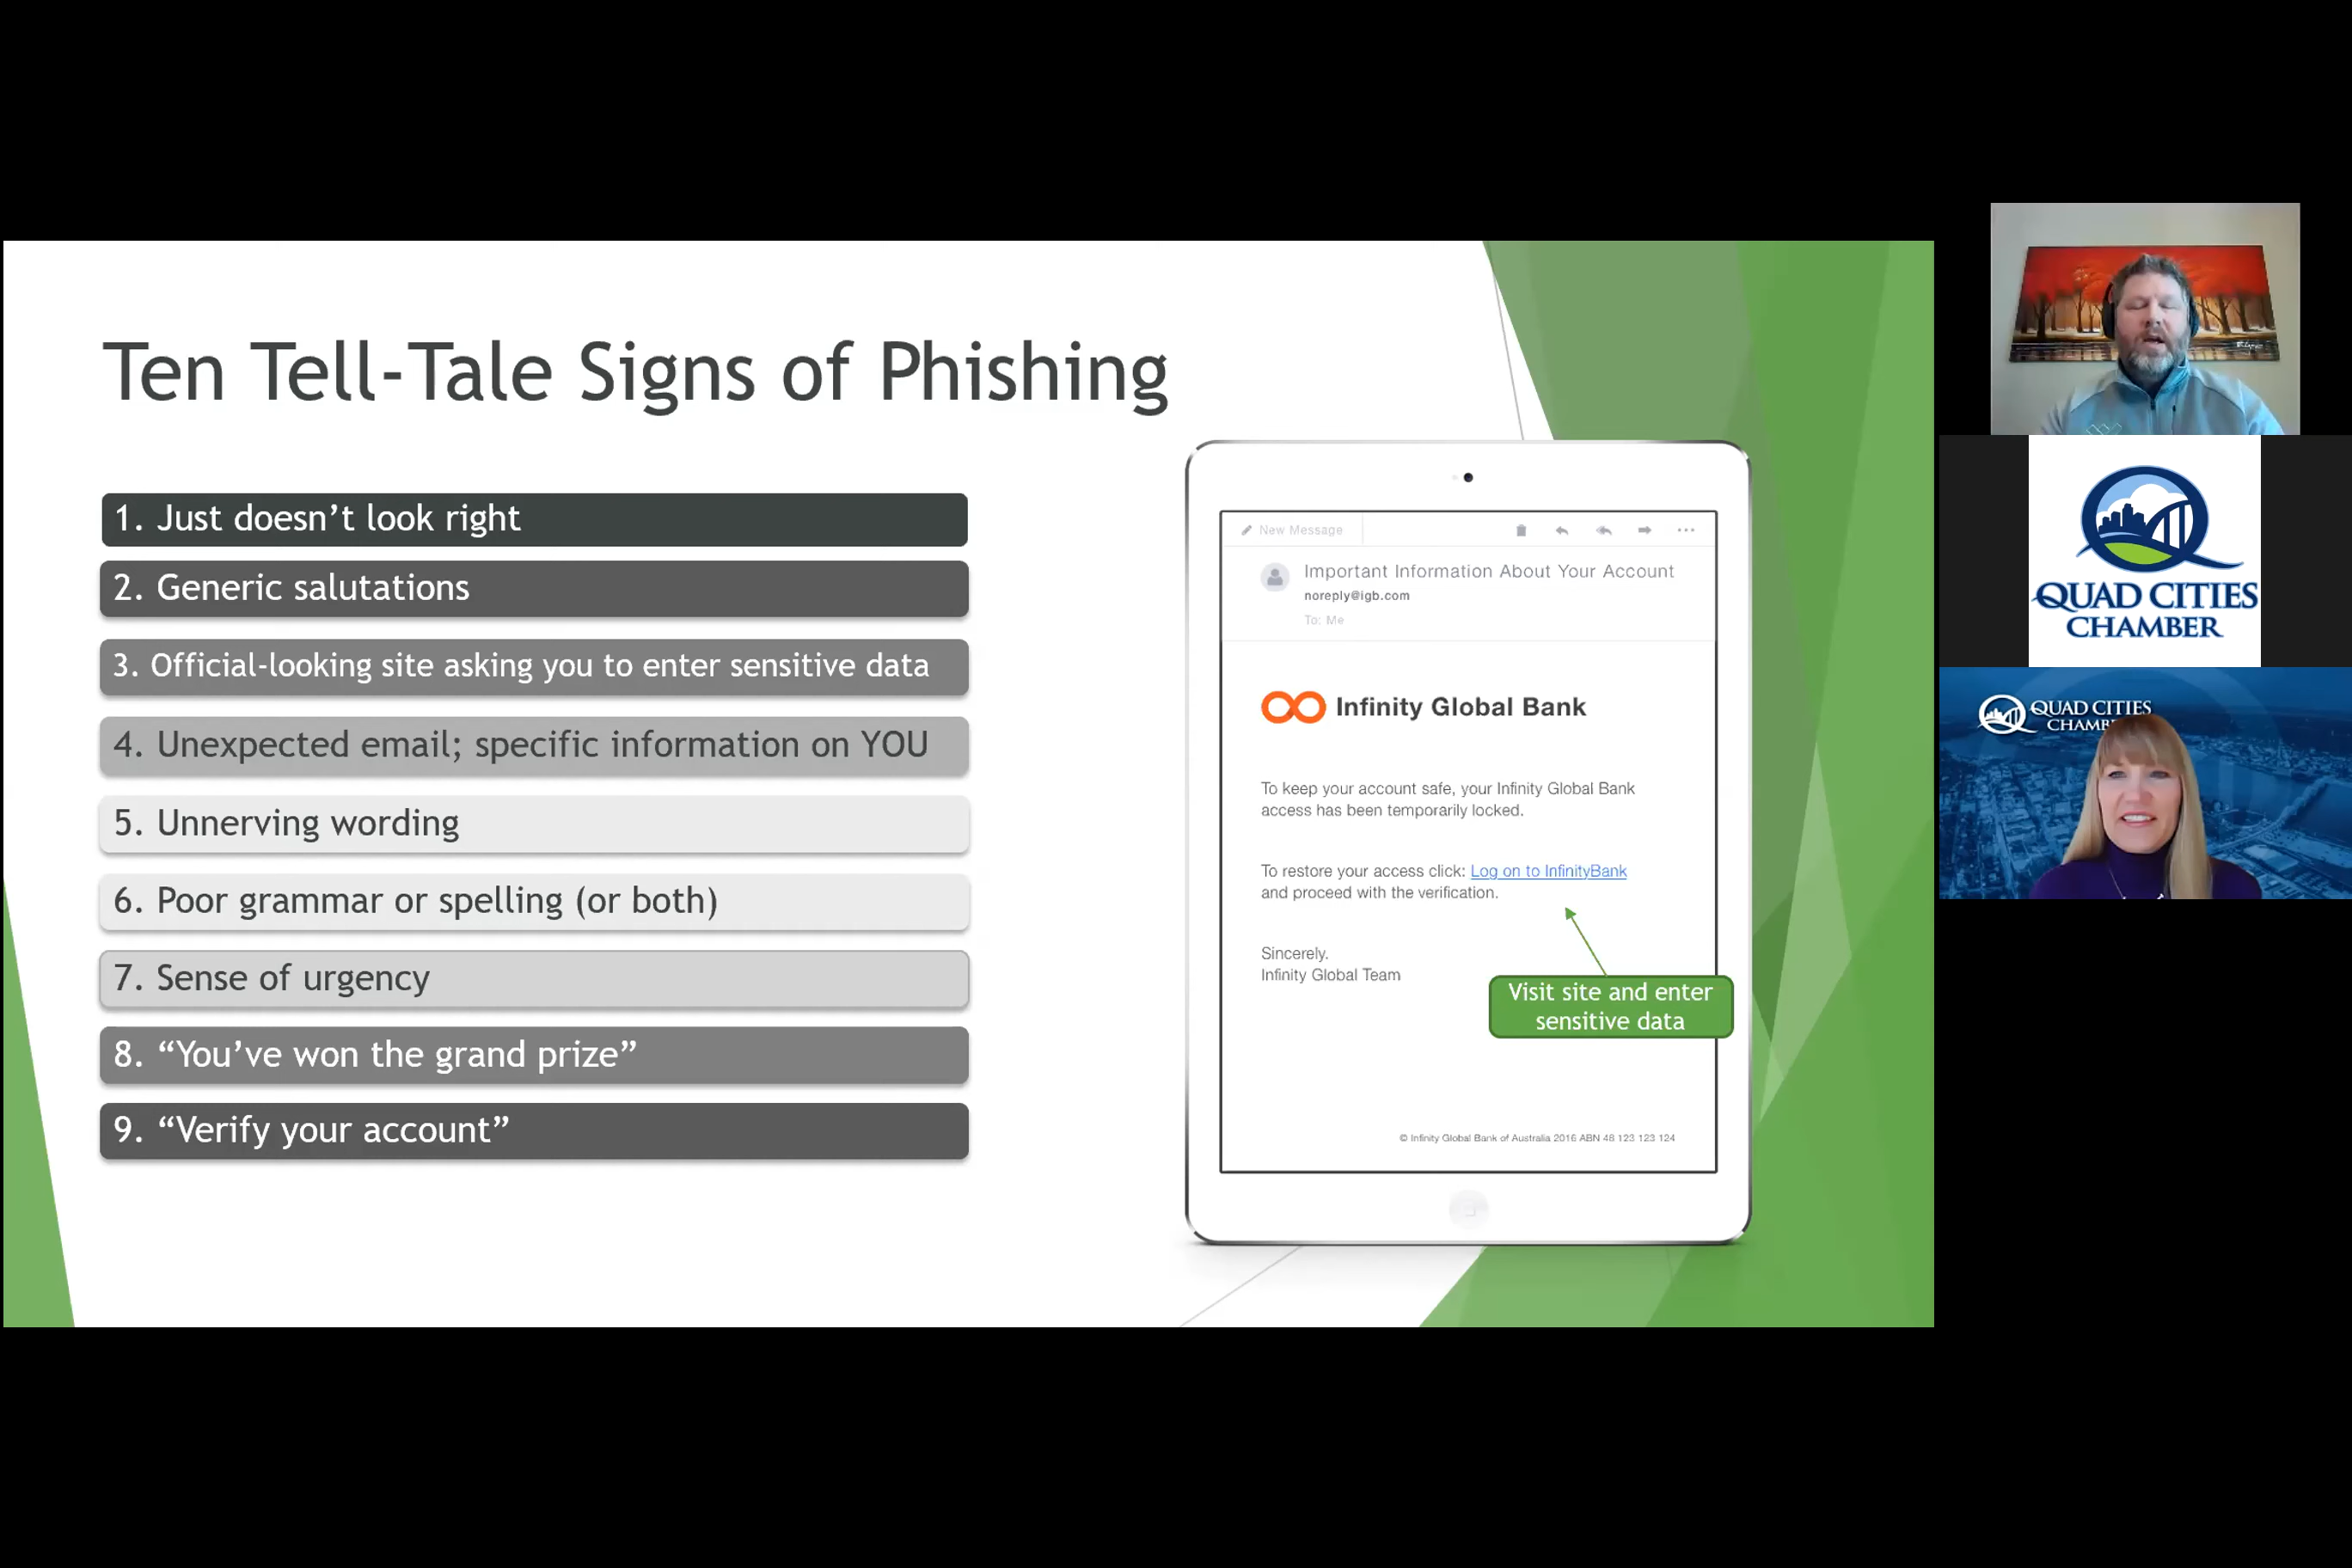 Ten Tell-Tale Signs of Phishing
1. Just doesn’t look right
2. Generic salutations
3. Official-looking site asking you to enter sensitive data
4. Unexpected email; specific information on YOU
5. Unnerving wording
6. Poor grammar or spelling (or both)
7. Sense of urgency
8. “You’ve won the grand prize”
9. “Verify your account”
New Message
Important Information About Your Account
noreply@igb.com
To: Me
Infinity Global Bank
To keep your account safe, your Infinity Global Bank
access has been temporarily locked.
To restore your access click: Log on to InfinityBank
and proceed with the verification.
Sincerely.
Infinity Global Team
Visit site and enter
sensitive data
© Infinity Global Bank of Australia 2016 ABN 48 123 123 124
QUAD CITIES
CHAMBER
QUAD CITIES